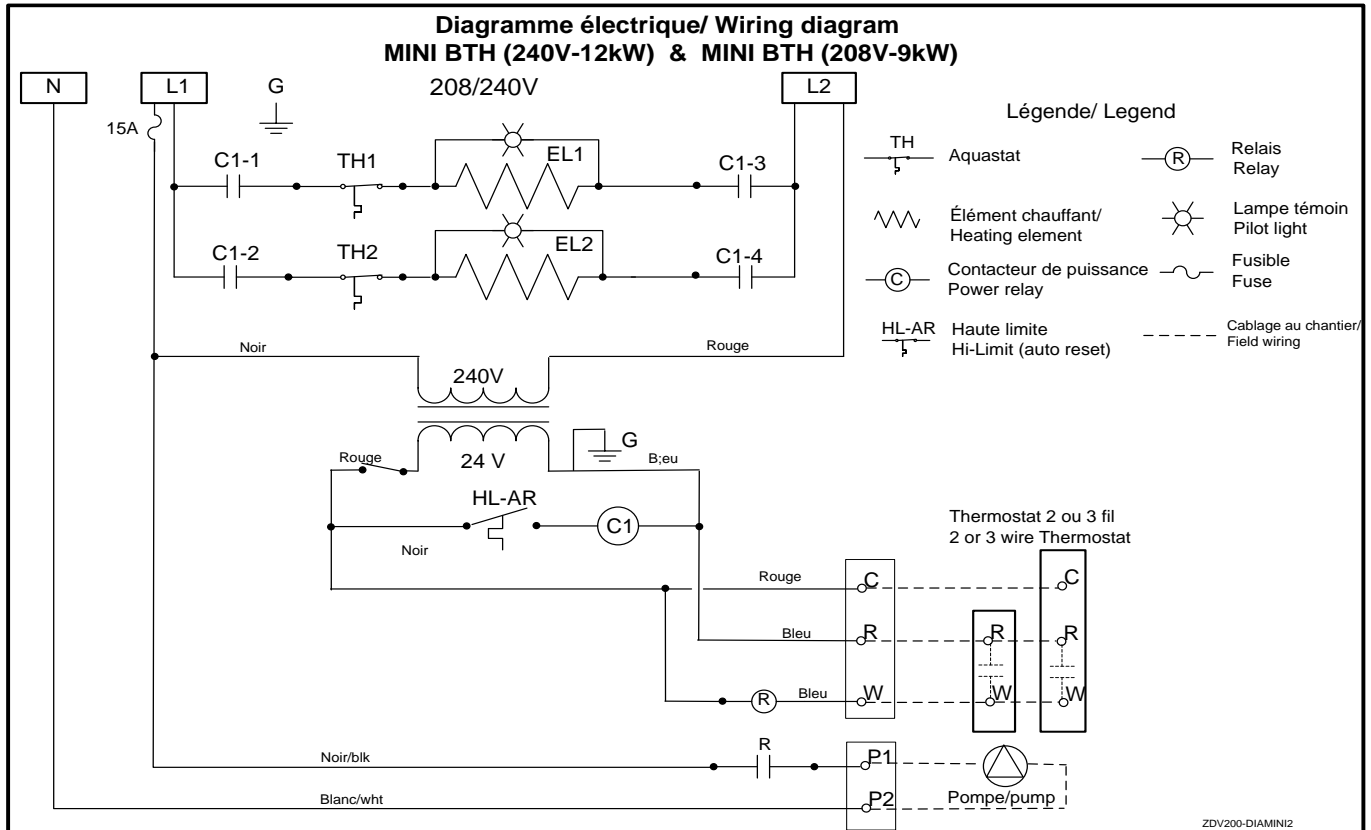 Diagramme électrique/ Wiring diagram
MINI BTH (240V-12kW) & MINI BTH (208V-9kW)
N
L1
G
208/240V
L2
15A
Légende/ Legend
C1-1
TH1
EL1
C1-3
TH
Aquastat
R
Relais
Relay
C1-2
TH2
EL2
C1-4
Élément chauffant/
Heating element
Lampe témoin
Pilot light
C
Contacteur de puissance
Power relay
Fusible
Fuse
HL-AR
Haute limite
Hi-Limit (auto reset)
Cablage au chantier/
Field wiring
Noir
Rouge
240V
24 V
Rouge
G
B;eu
HL-AR
C1
Noir
Thermostat 2 ou 3 fil
2 or 3 wire Thermostat
Rouge
C
C
Bleu
R
R
R
R
Bleu
W
W
W
Noir/blk
R
P1
Blanc/wht
P2
Pompe/pump
ZDV200-DIAMINI2